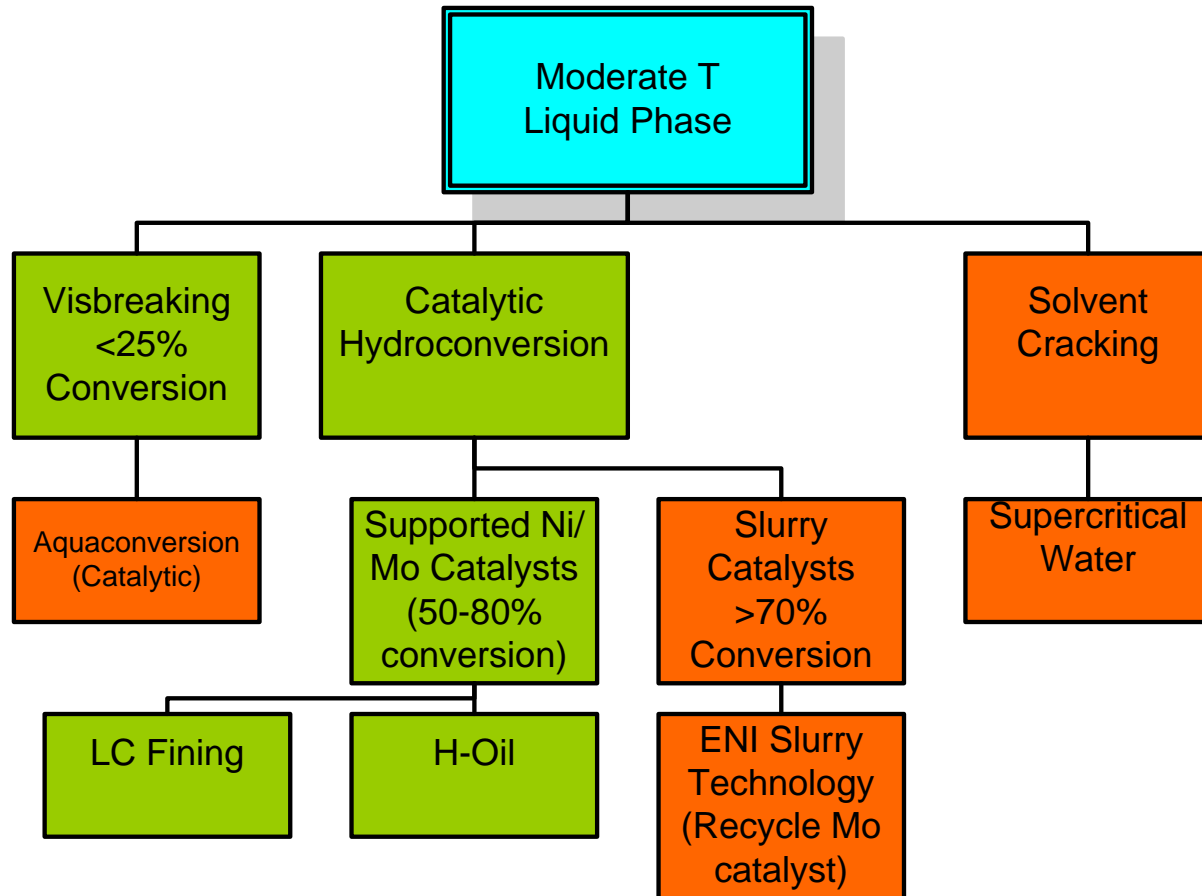 Moderate T
Liquid Phase
Visbreaking
<25%
Conversion
Catalytic
Hydroconversion
Solvent
Cracking
Aquaconversion
(Catalytic)
Supported Ni/
Mo Catalysts
(50-80%
conversion)
Slurry
Catalysts
>70%
Conversion
Supercritical
Water
LC Fining
H-Oil
ENI Slurry
Technology
(Recycle Mo
catalyst)